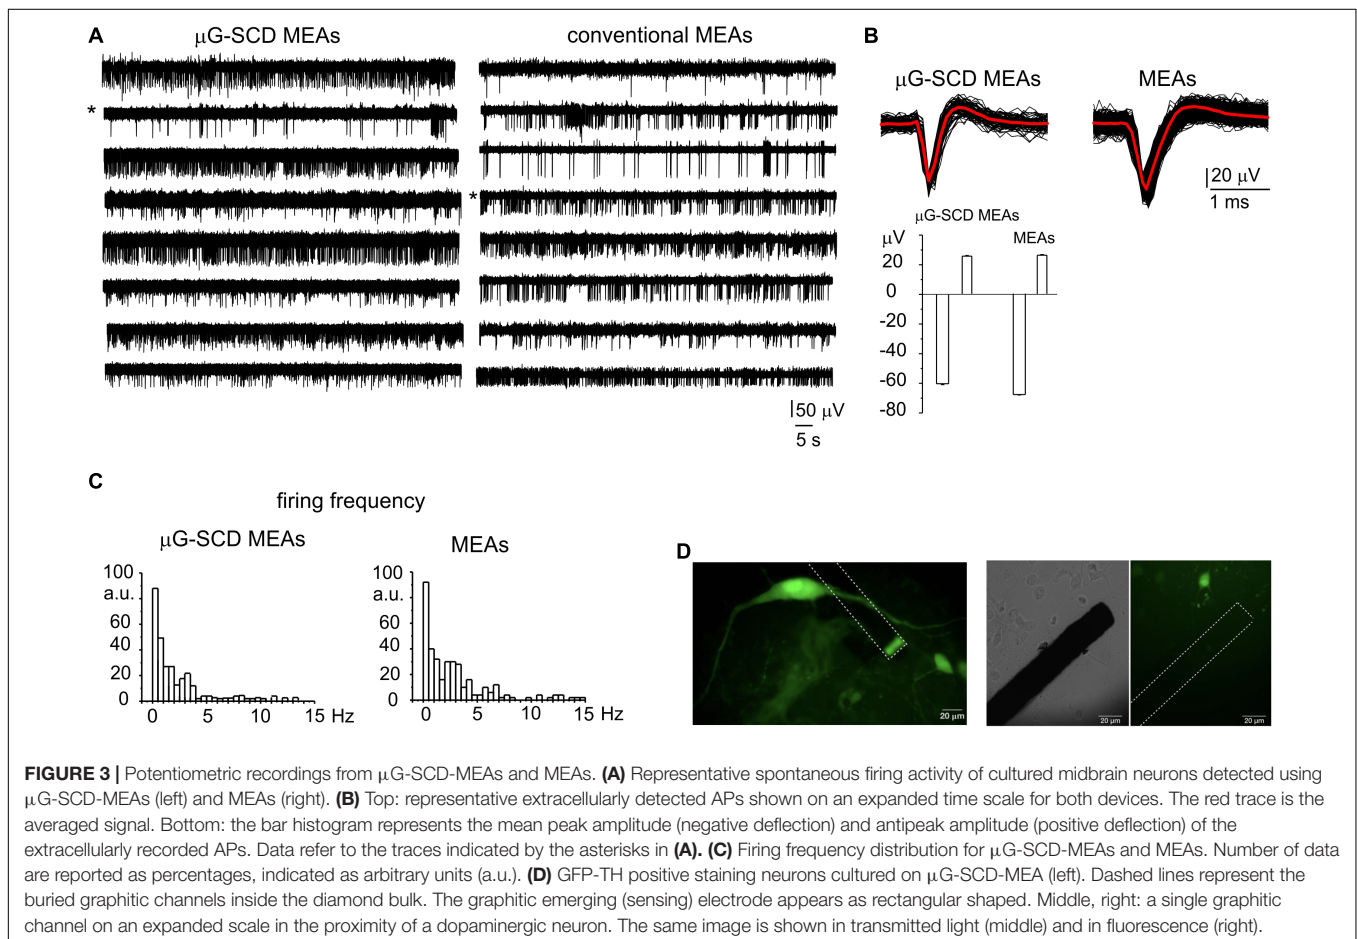 A
μG-SCD MEAs
conventional MEAs
*
*
50 μV
5 s
B
μG-SCD MEAs
MEAs
20 μV
1 ms
μG-SCD MEAs
μV
MEAs
20
0
-20
-40
-60
-80
C
firing frequency
μG-SCD MEAs
MEAs
100
a.u.
60
40
20
0
0 5 10 15 Hz
100
a.u.
60
40
20
0
0 5 10 15 Hz
D
20 μm
20 μm
20 μm
FIGURE 3 | Potentiometric recordings from μG-SCD-MEAs and MEAs. (A) Representative spontaneous firing activity of cultured midbrain neurons detected using
μG-SCD-MEAs (left) and MEAs (right). (B) Top: representative extracellularly detected APs shown on an expanded time scale for both devices. The red trace is the
averaged signal. Bottom: the bar histogram represents the mean peak amplitude (negative deflection) and antipeak amplitude (positive deflection) of the
extracellularly recorded APs. Data refer to the traces indicated by the asterisks in (A). (C) Firing frequency distribution for μG-SCD-MEAs and MEAs. Number of data
are reported as percentages, indicated as arbitrary units (a.u.). (D) GFP-TH positive staining neurons cultured on μG-SCD-MEA (left). Dashed lines represent the
buried graphitic channels inside the diamond bulk. The graphitic emerging (sensing) electrode appears as rectangular shaped. Middle, right: a single graphitic
channel on an expanded scale in the proximity of a dopaminergic neuron. The same image is shown in transmitted light (middle) and in fluorescence (right).